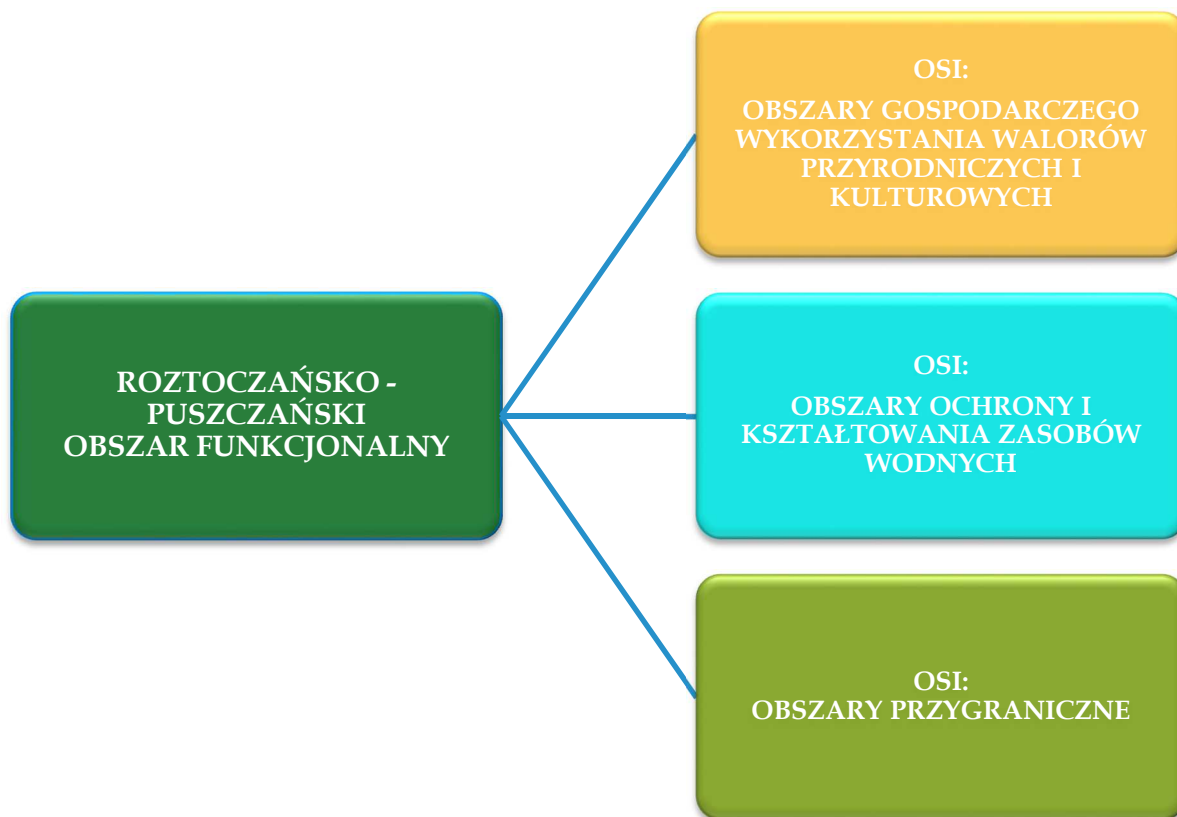 ROZTOCZAŃSKO -
PUSZCZAŃSKI
OBSZAR FUNKCJONALNY
OSI:
OBSZARY GOSPODARCZEGO
WYKORZYSTANIA WALORÓW
PRZYRODNICZYCH I
KULTUROWYCH
OSI:
OBSZARY OCHRONY I
KSZTAŁTOWANIA ZASOBÓW
WODNYCH
OSI:
OBSZARY PRZYGRANICZNE